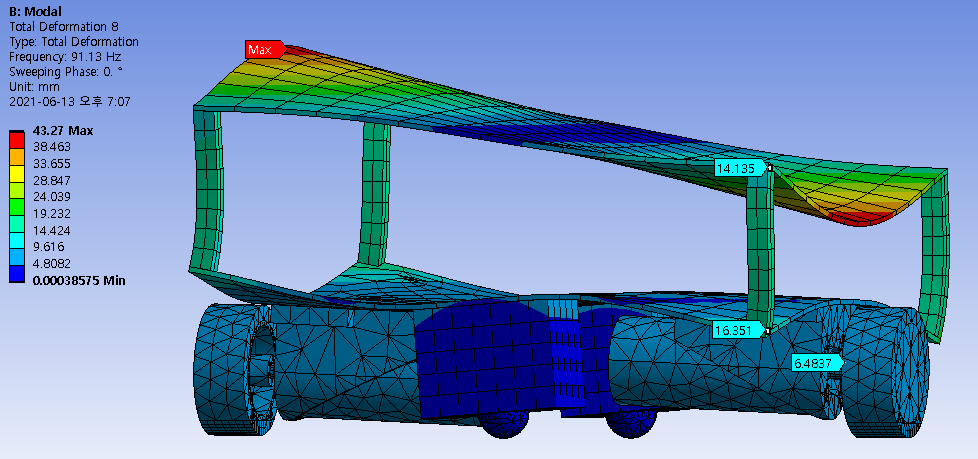 B: Modal
Total Deformation 8
Type: Total Deformation
Frequency: 91.13 Hz
Sweeping Phase: 0. °
Unit: mm
2021-06-13 오후 7:07
43.27 Max
38.463
33.655
28.847
24.039
19.232
14.424
9.616
4.8082
0.00038575 Min
Max
14.135
16.351
6.4837